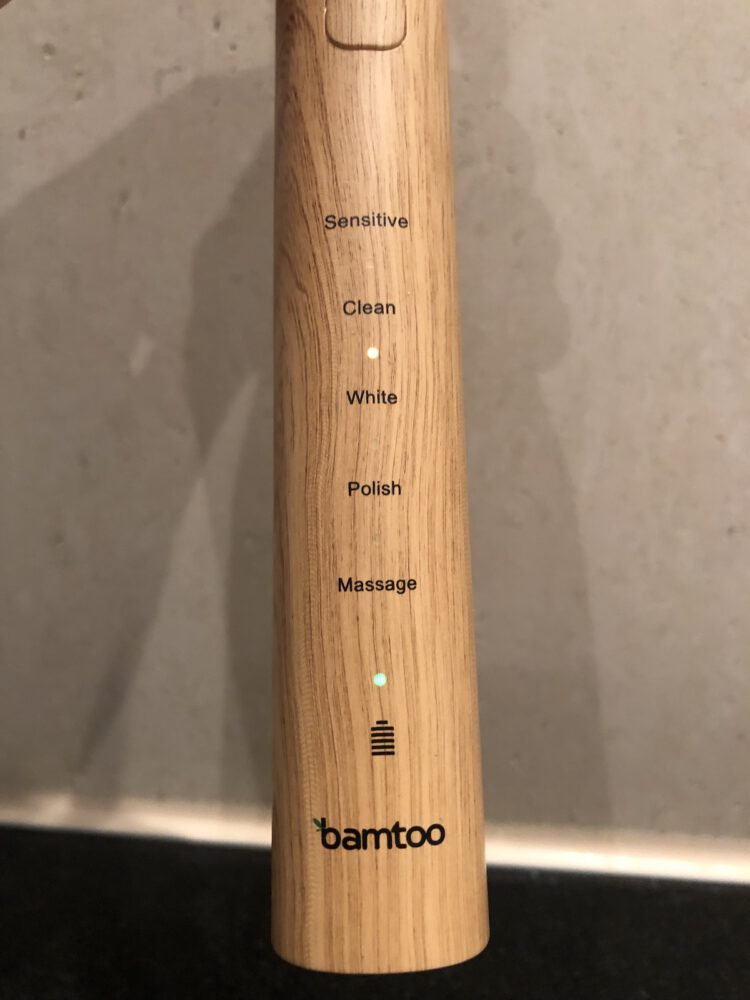 Sensitive
Clean
White
Polish
Massage
bamtoo